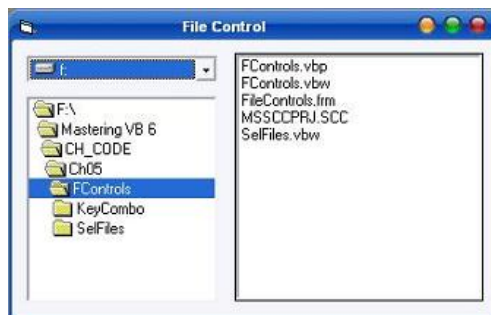 File Control
f:
F:\
Mastering VB 6
CH_CODE
Ch05
FControls
KeyCombo
SelFiles
FControls.vbp
FControls.vbw
FileControls.frm
MSSCCPRJ.SCC
SelFiles.vbw